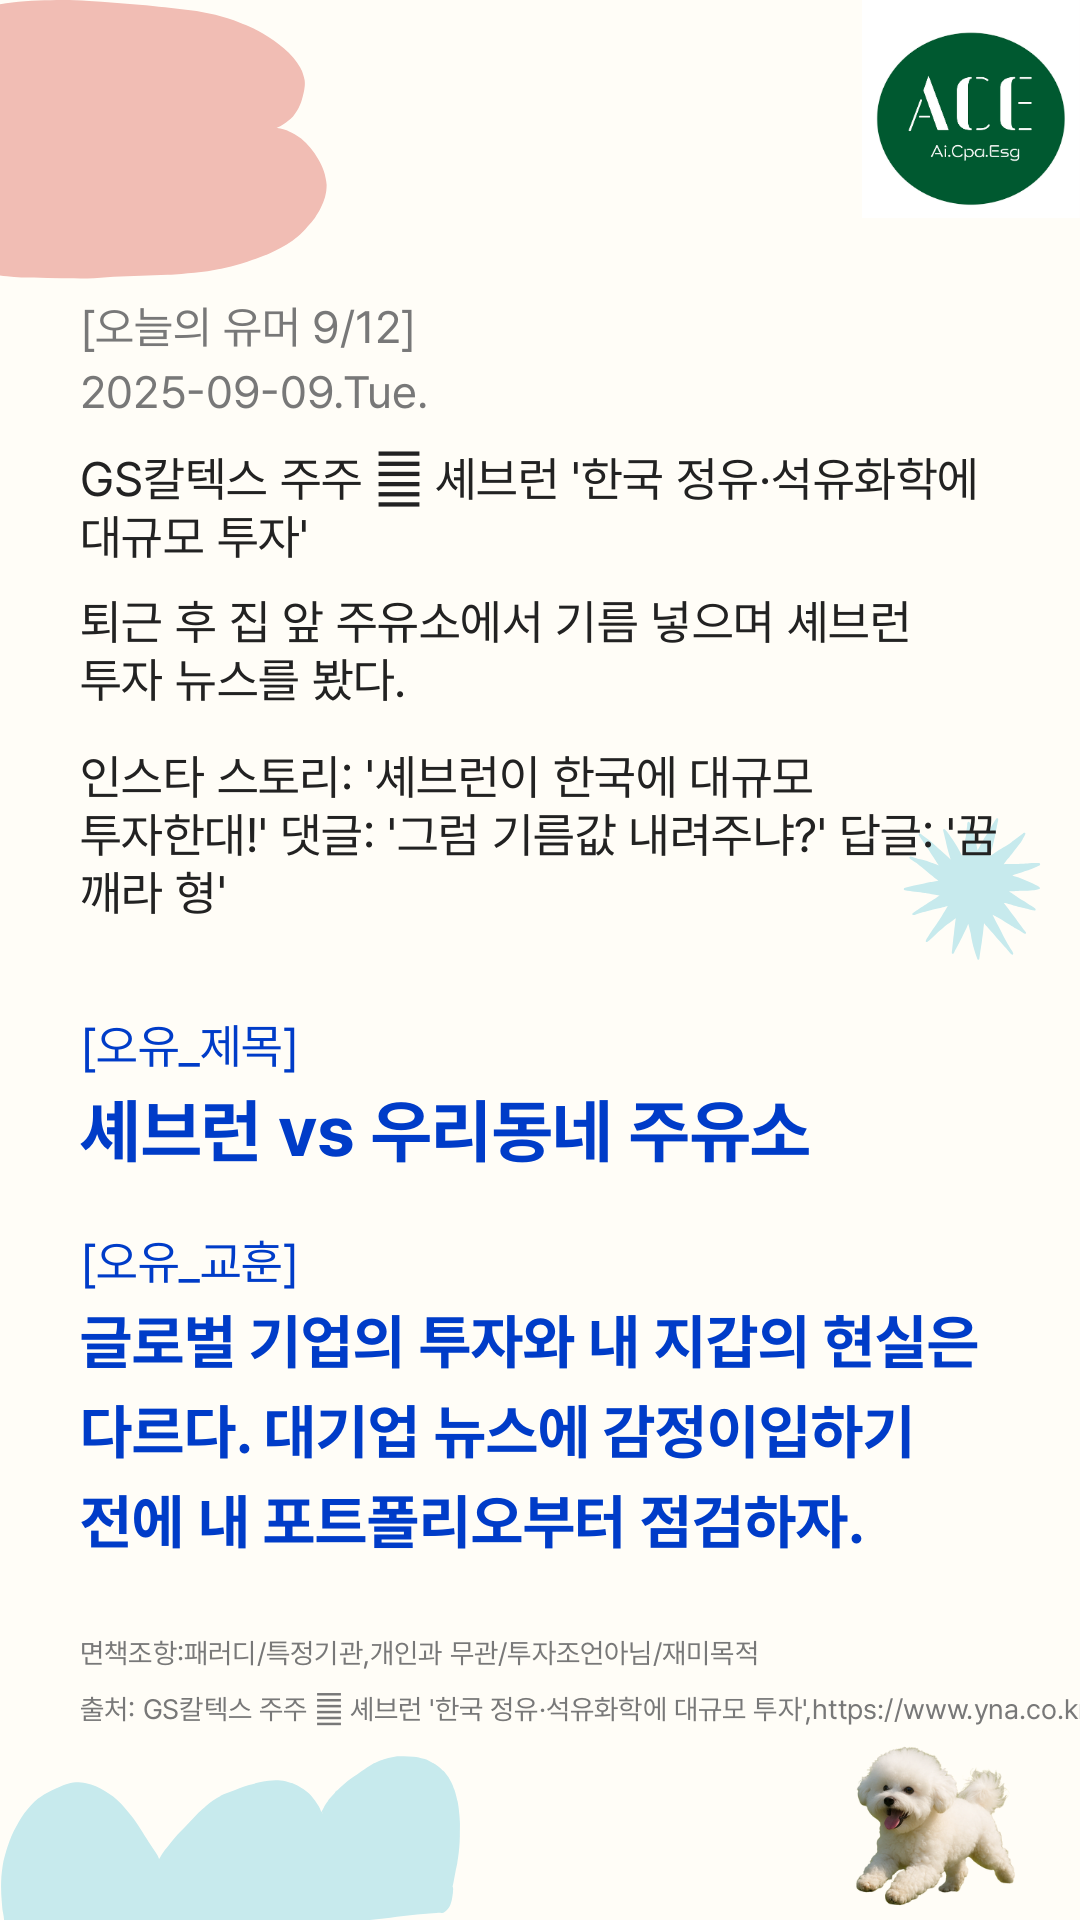 ACE
Ai.Cpa.Esg
[오늘의 유머 9/12]
2025-09-09.Tue.
GS칼텍스 주주 셰브런 '한국 정유·석유화학에
대규모 투자'
퇴근 후 집 앞 주유소에서 기름 넣으며 셰브런
투자 뉴스를 봤다.
인스타 스토리: '셰브런이 한국에 대규모
투자한대!' 댓글: '그럼 기름값 내려주냐?' 답글: '꿈
깨라 형'
[오유_제목]
셰브런 vs 우리동네 주유소
[오유_교훈]
글로벌 기업의 투자와 내 지갑의 현실은
다르다. 대기업 뉴스에 감정이입하기
전에 내 포트폴리오부터 점검하자.
면책조항:패러디/특정기관,개인과 무관/투자조언아님/재미목적
출처: GS칼텍스 주주 셰브런 '한국 정유·석유화학에 대규모 투자',https://www.yna.co.k